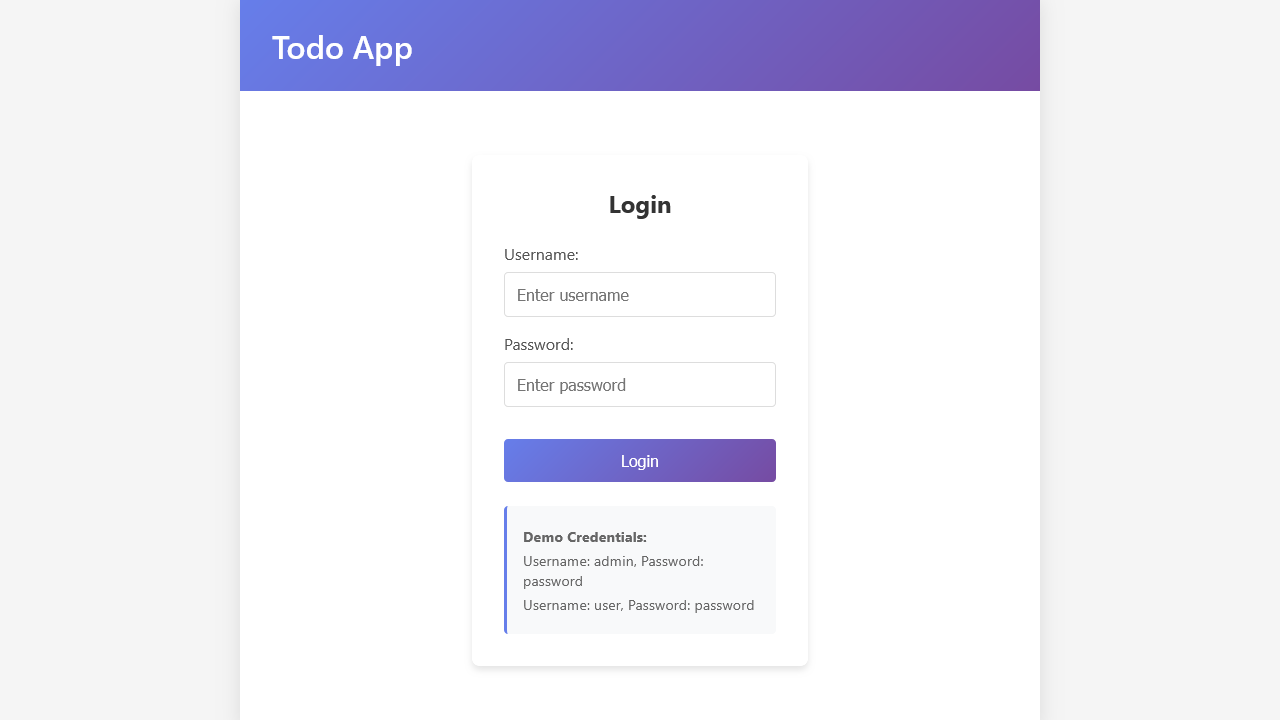 Todo App
Login
Username:
Enter username
Password:
Enter password
Login
Demo Credentials:
Username: admin, Password:
password
Username: user, Password: password